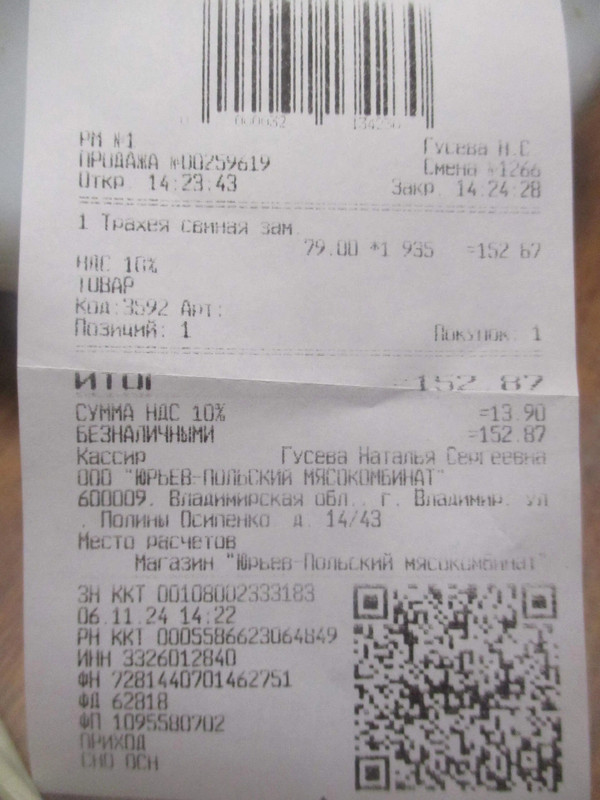 РМ №1
Гусева Н.С.
ПРОДАЖА №00259619
Смена №1266
Откр. 14:23:43
Закр. 14:24:28
1 Трахея свиная зам.
79.00 *1.935 =152.87
НДС 10%
ТОВАР
Код:3592 Арт:
Позиций: 1
Покупок: 1
ИТОГ =152.87
СУММА НДС 10% =13.90
БЕЗНАЛИЧНЫМИ =152.87
Кассир Гусева Наталья Сергеевна
ООО "ЮРЬЕВ-ПОЛЬСКИЙ МЯСОКОМБИНАТ"
600009, Владимирская обл., г. Владимир, ул
. Полины Осипенко, д. 14/43
Место расчетов
Магазин "Юрьев-Польский мясокомбинат"
ЗН ККТ 00108002333183
06.11.24 14:22
РН ККТ 0005586623064849
ИНН 3326012840
ФН 7281440701462751
ФД 62818
ФП 1095580702
ПРИХОД
СНО ОСН